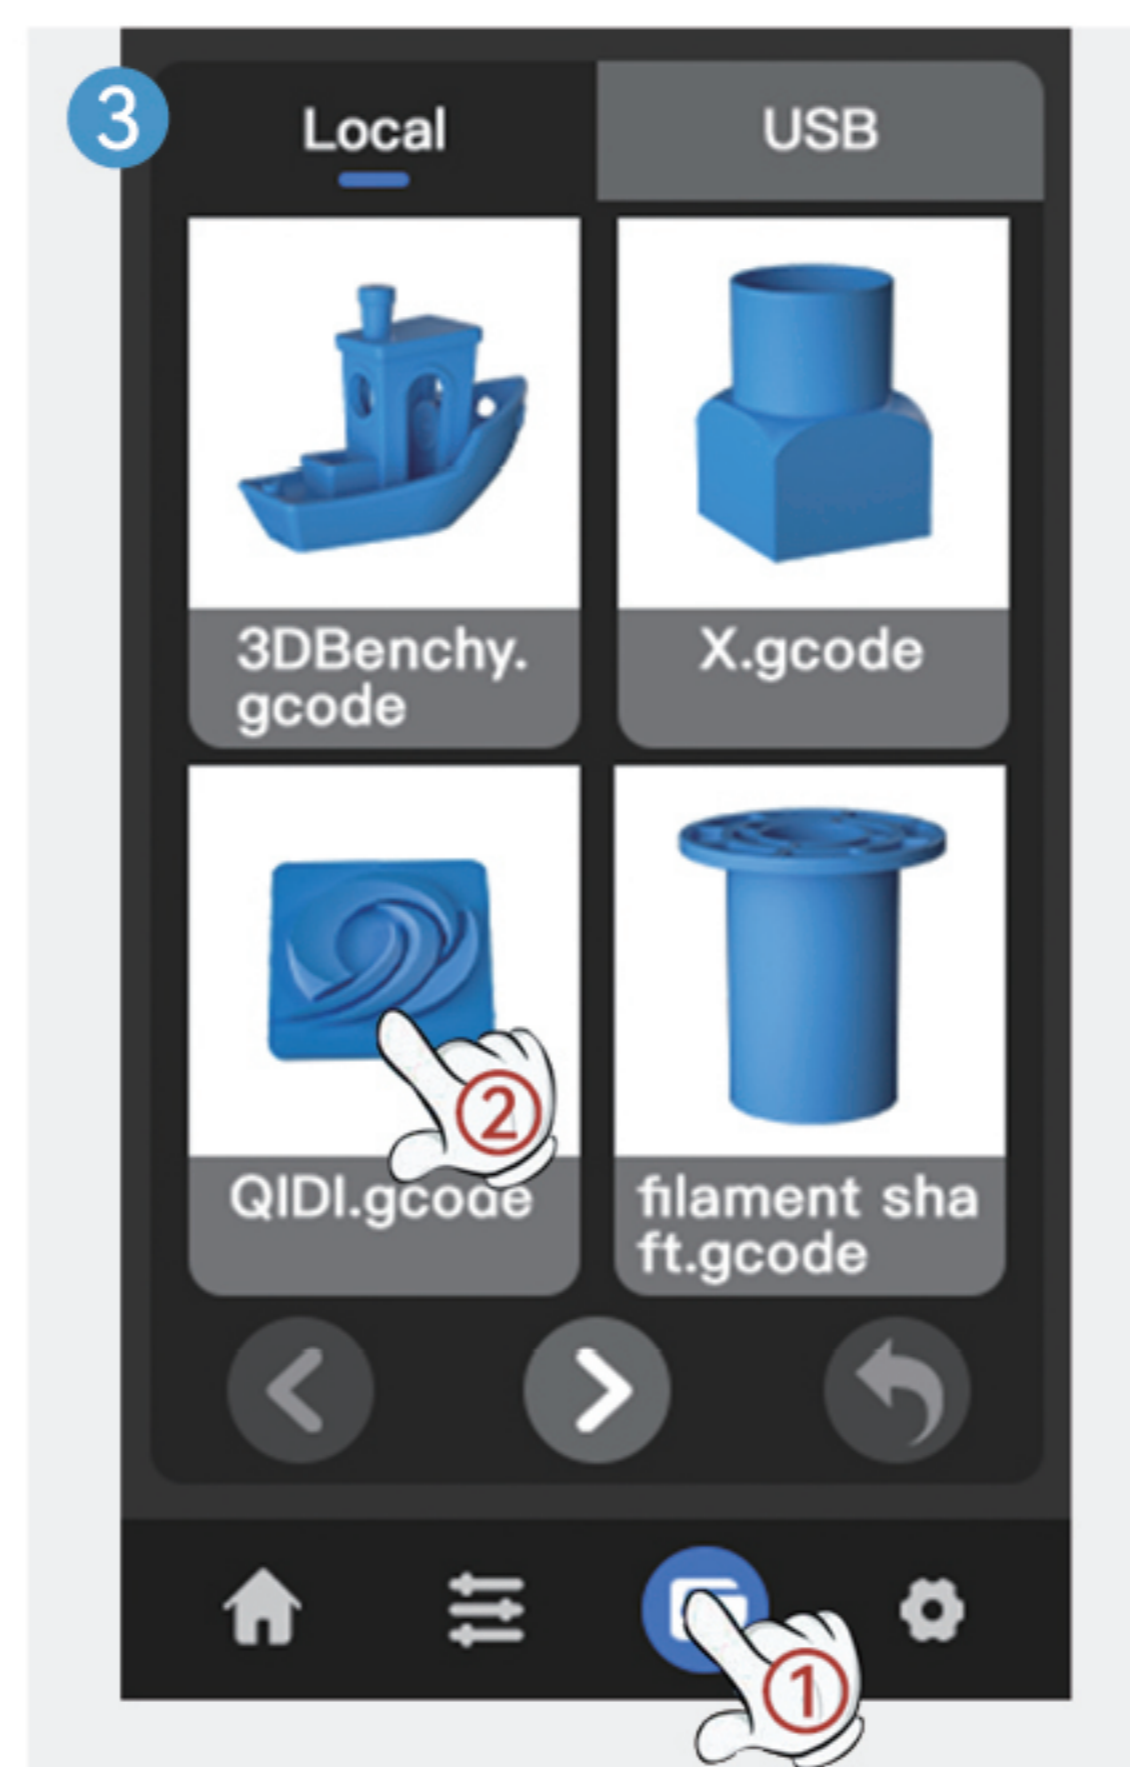 3
Local
USB
3DBenchy.
gcode
X.gcode
②
QIDI.gcode
filament sha
ft.gcode
①